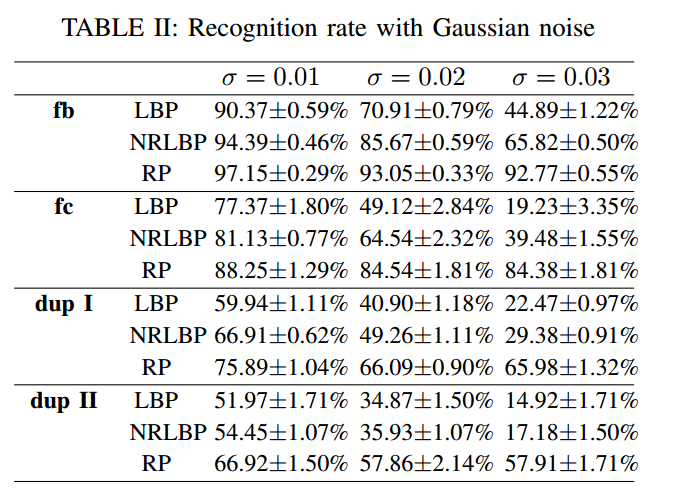 TABLE II: Recognition rate with Gaussian noise
σ = 0.01 σ = 0.02 σ = 0.03
fb LBP 90.37±0.59% 70.91±0.79% 44.89±1.22%
NRLBP 94.39±0.46% 85.67±0.59% 65.82±0.50%
RP 97.15±0.29% 93.05±0.33% 92.77±0.55%
fc LBP 77.37±1.80% 49.12±2.84% 19.23±3.35%
NRLBP 81.13±0.77% 64.54±2.32% 39.48±1.55%
RP 88.25±1.29% 84.54±1.81% 84.38±1.81%
dup I LBP 59.94±1.11% 40.90±1.18% 22.47±0.97%
NRLBP 66.91±0.62% 49.26±1.11% 29.38±0.91%
RP 75.89±1.04% 66.09±0.90% 65.98±1.32%
dup II LBP 51.97±1.71% 34.87±1.50% 14.92±1.71%
NRLBP 54.45±1.07% 35.93±1.07% 17.18±1.50%
RP 66.92±1.50% 57.86±2.14% 57.91±1.71%